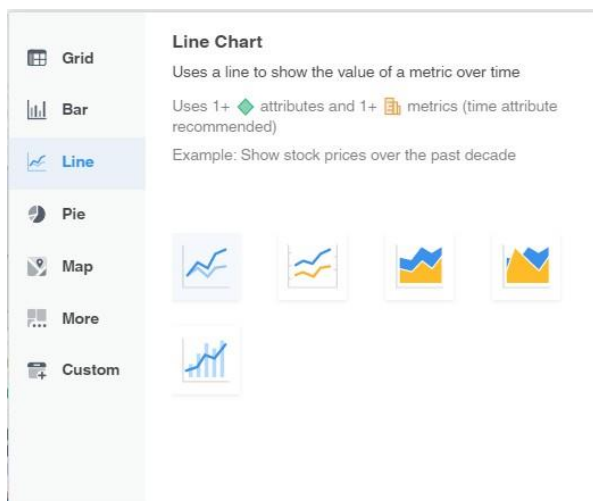 Grid
Bar
Line
Pie
Map
More
Custom
Line Chart
Uses a line to show the value of a metric over time
Uses 1+ attributes and 1+ metrics (time attribute
recommended)
Example: Show stock prices over the past decade